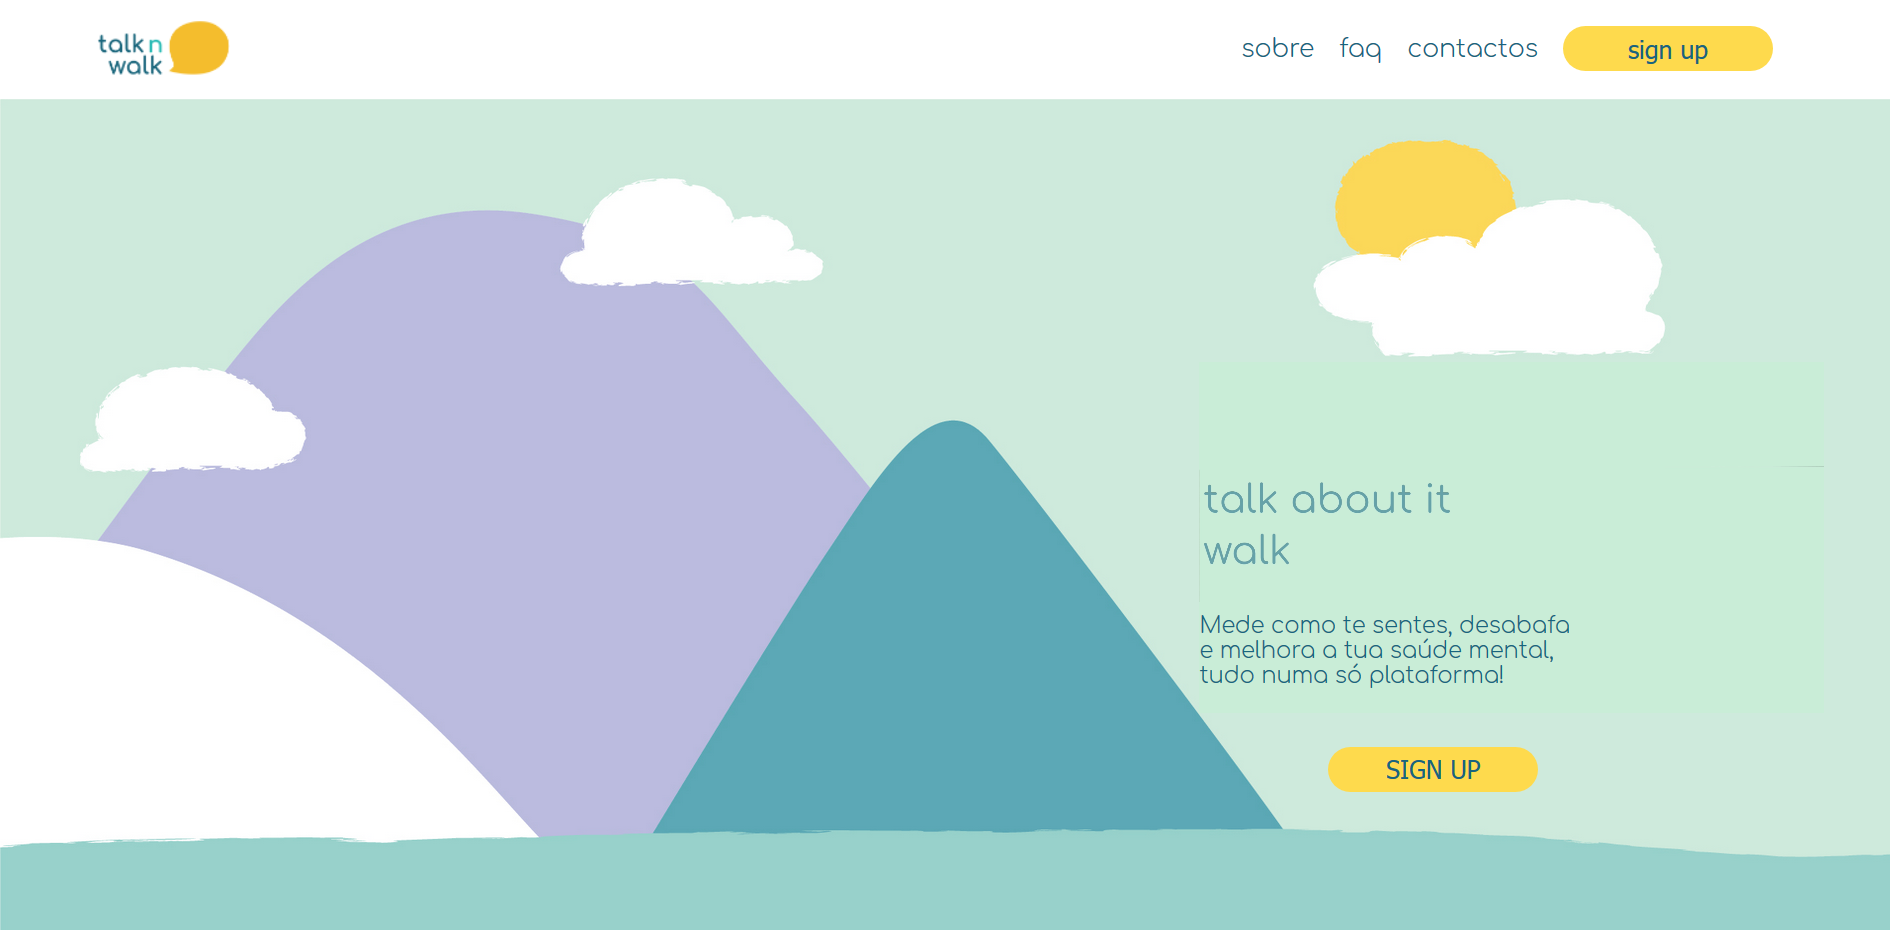 talk n
walk
sobre faq contactos sign up
talk about it
walk
Mede como te sentes, desabafa
e melhora a tua saúde mental,
tudo numa só plataforma!
SIGN UP